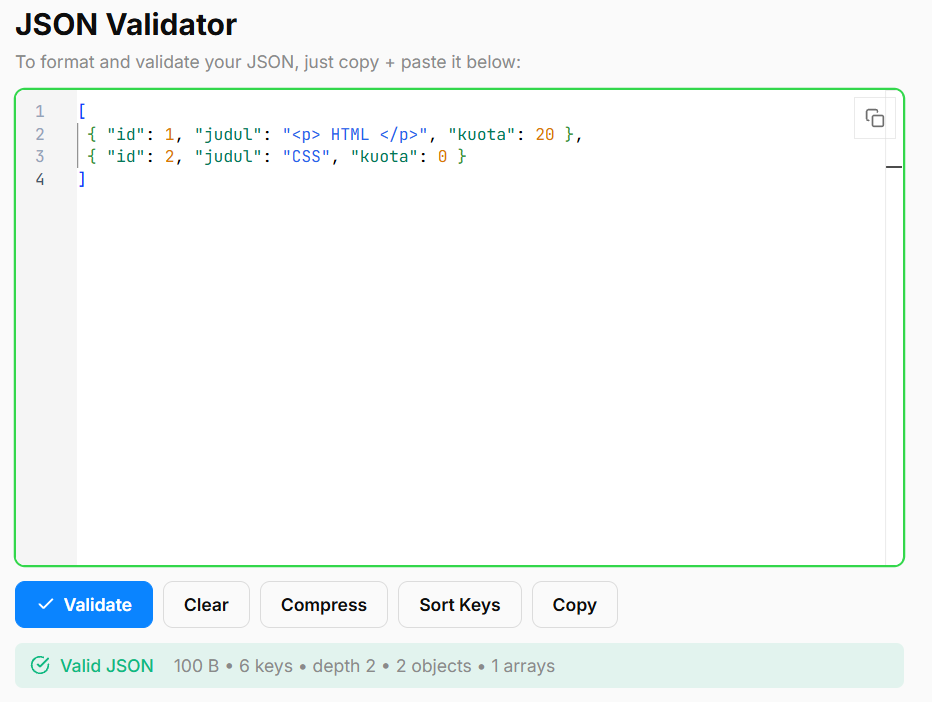 JSON Validator
To format and validate your JSON, just copy + paste it below:
1 [
2 { "id": 1, "judul": "<p> HTML </p>", "kuota": 20 },
3 { "id": 2, "judul": "CSS", "kuota": 0 }
4 ]
Validate Clear Compress Sort Keys Copy
Valid JSON 100 B • 6 keys • depth 2 • 2 objects • 1 arrays